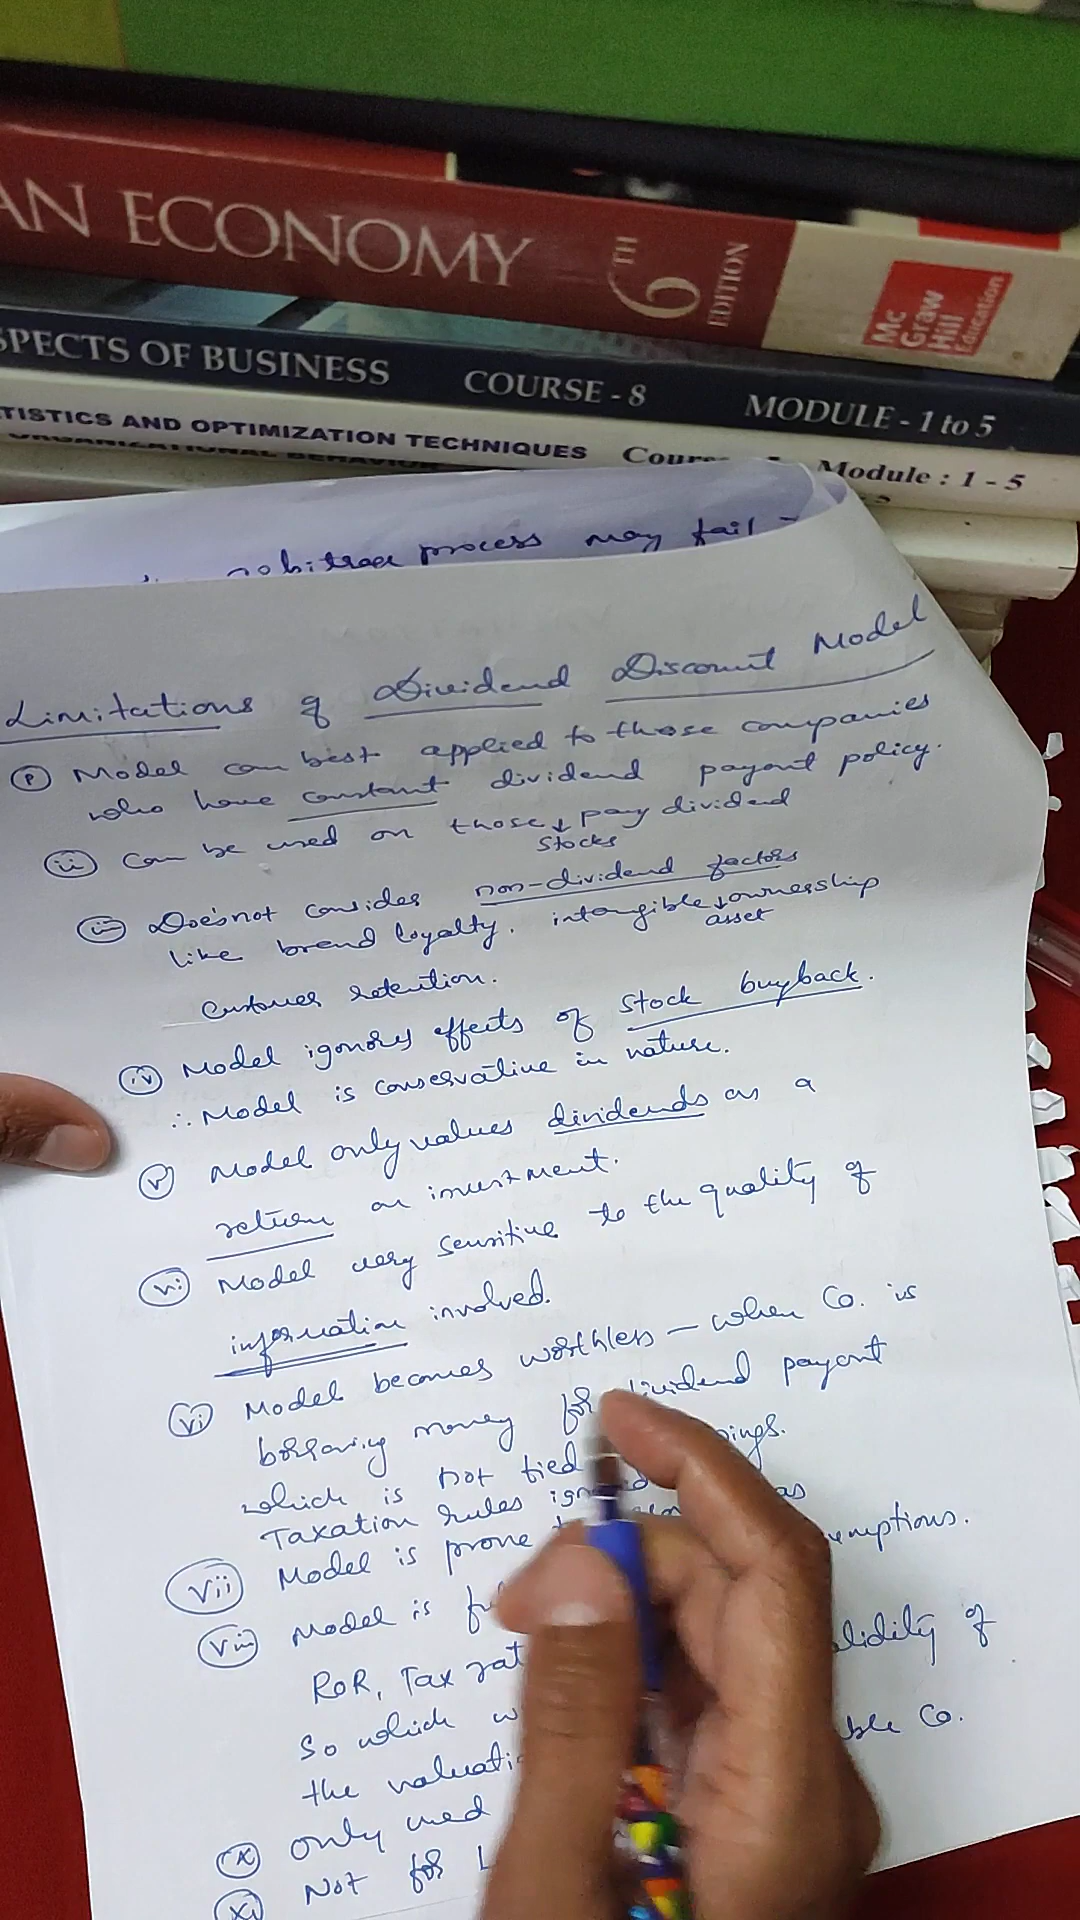 AN ECONOMY 6TH EDITION
Mc Graw Hill Education
SPECTS OF BUSINESS COURSE - 8 MODULE - 1 to 5
TISTICS AND OPTIMIZATION TECHNIQUES Module : 1 - 5
process may fail
Limitations of Dividend Discount Model
Model can best applied to those companies
who have constant dividend payout policy.
(ii) Can be used on those pay dividend
stocks
(iii) Doesnot consider non-dividend factors
like brend loyalty, intangible ownership
asset
Customer retention.
(iv) Model ignores effects of stock buyback.
∴ Model is conservative in nature.
(v) Model only values dividends as a
return on investment.
(vi) Model very sensitive to the quality of
information involved.
(vi) Model becomes worthless — when Co. is
borrowing money for dividend payout
which is not tied
Taxation rules
(vii) Model is prone
(viii) Model is
ROR, Tax
So which
the
(x) Only used Co.
(xi) Not for